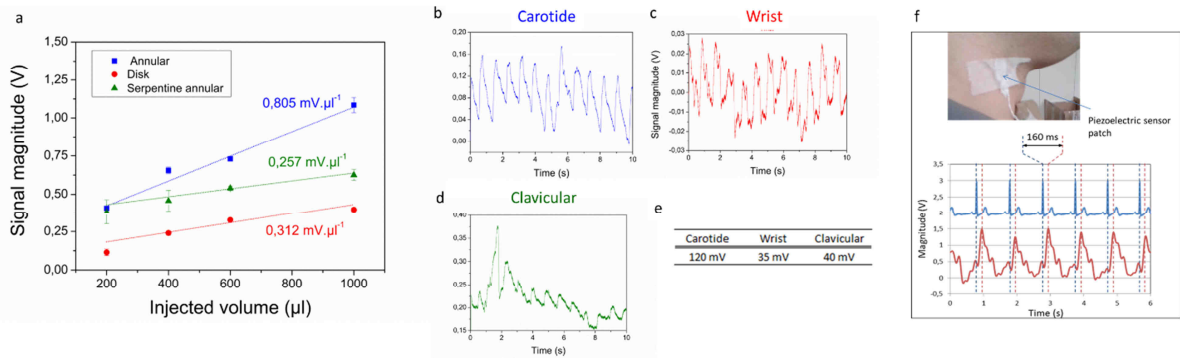 a
1,50
1,25
1,00
0,75
0,50
0,25
0,00
Signal magnitude (V)
Annular
Disk
Serpentine annular
0,805 mV.µl⁻¹
0,257 mV.µl⁻¹
0,312 mV.µl⁻¹
200 400 600 800 1000
Injected volume (µl)
b
Carotide
0,20
0,16
0,12
0,08
0,04
0,00
0 2 4 6 8 10
Time (s)
c
Wrist
Signal magnitude (V)
0,05
0,04
0,03
0,02
0,01
0,00
-0,01
-0,02
-0,03
0 2 4 6 8 10
Time (s)
d
Clavicular
0,40
0,35
0,30
0,25
0,20
0,15
0 2 4 6 8 10
Time (s)
e
Carotide Wrist Clavicular
120 mV 35 mV 40 mV
f
Piezoelectric sensor
patch
160 ms
Magnitude(V)
3,5
3
2,5
2
1,5
1
0,5
0
-0,5
0 1 2 3 4 5 6
Time (s)